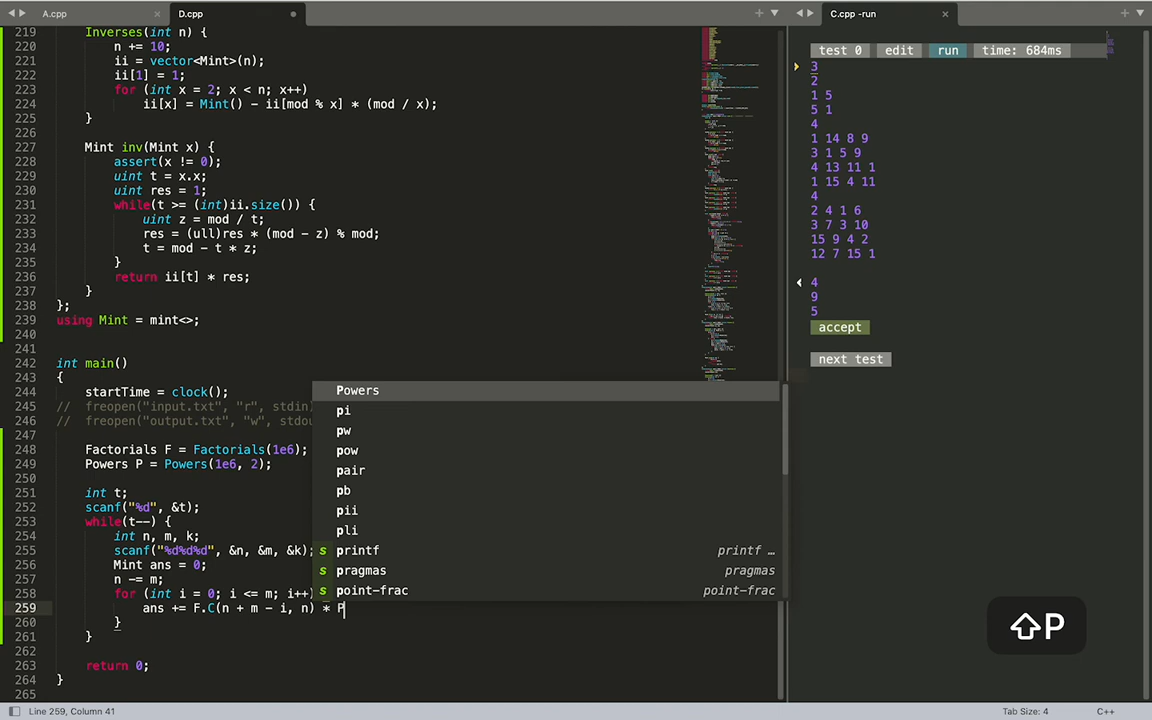 A.cpp
D.cpp
219 Inverses(int n) {
220 n += 10;
221 ii = vector<Mint>(n);
222 ii[1] = 1;
223 for (int x = 2; x < n; x++)
224 ii[x] = Mint() - ii[mod % x] * (mod / x);
225 }
226
227 Mint inv(Mint x) {
228 assert(x != 0);
229 uint t = x.x;
230 uint res = 1;
231 while(t >= (int)ii.size()) {
232 uint z = mod / t;
233 res = (ull)res * (mod - z) % mod;
234 t = mod - t * z;
235 }
236 return ii[t] * res;
237 }
238 };
239 using Mint = mint<>;
240
241
242 int main()
243 {
244 startTime = clock();
245 // freopen("input.txt", "r", stdin)
246 // freopen("output.txt", "w", stdou
247
248 Factorials F = Factorials(1e6);
249 Powers P = Powers(1e6, 2);
250
251 int t;
252 scanf("%d", &t);
253 while(t--) {
254 int n, m, k;
255 scanf("%d%d%d", &n, &m, &k);
256 Mint ans = 0;
257 n -= m;
258 for (int i = 0; i <= m; i++)
259 ans += F.C(n + m - i, n) * P
260 }
261 }
262
263 return 0;
264 }
265
Powers
pi
pw
pow
pair
pb
pii
pli
s printf printf …
s pragmas pragmas
s point-frac point-frac
C.cpp -run
test 0 edit run time: 684ms
3
2
1 5
5 1
4
1 14 8 9
3 1 5 9
4 13 11 1
1 15 4 11
4
2 4 1 6
3 7 3 10
15 9 4 2
12 7 15 1
4
9
5
accept
next test
⇧P
Line 259, Column 41
Tab Size: 4
C++